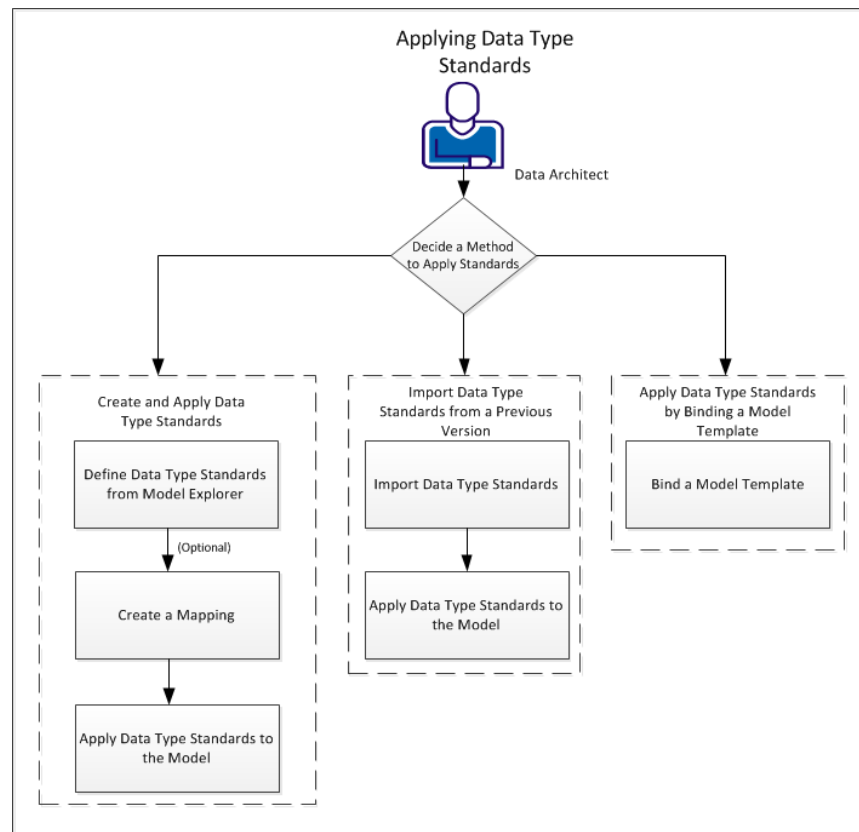 Applying Data Type
Standards
Data Architect
Decide a Method
to Apply Standards
Create and Apply Data
Type Standards
Define Data Type Standards
from Model Explorer
(Optional)
Create a Mapping
Apply Data Type Standards to
the Model
Import Data Type
Standards from a Previous
Version
Import Data Type Standards
Apply Data Type Standards to
the Model
Apply Data Type Standards
by Binding a Model
Template
Bind a Model Template